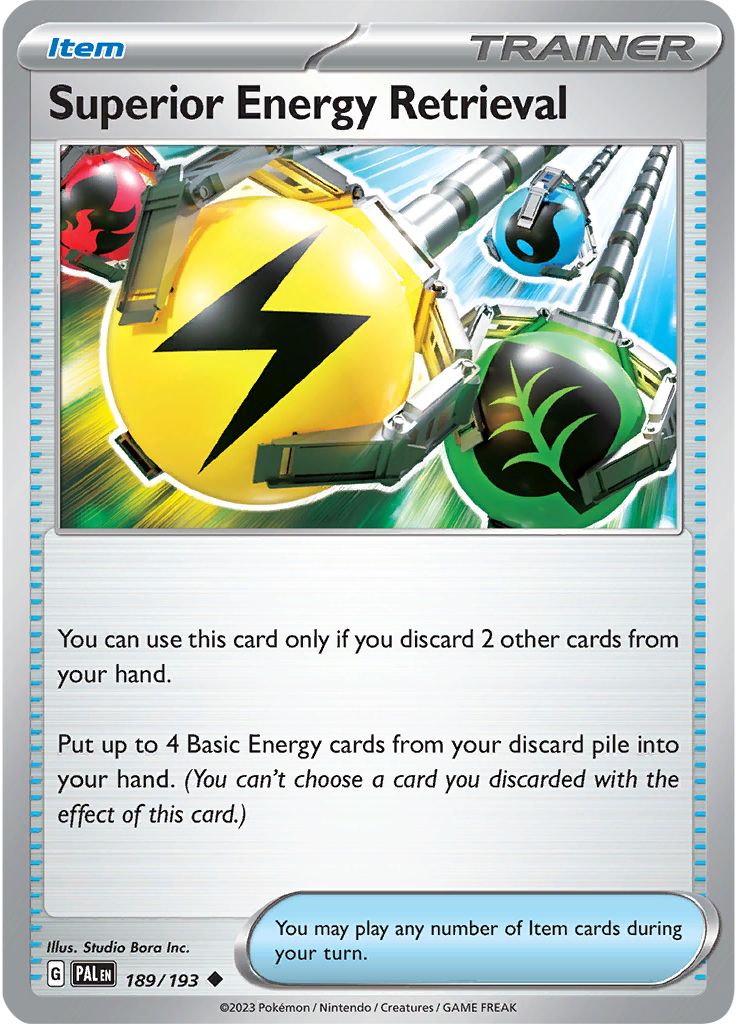 Item
TRAINER
Superior Energy Retrieval
You can use this card only if you discard 2 other cards from
your hand.
Put up to 4 Basic Energy cards from your discard pile into
your hand. (You can't choose a card you discarded with the
effect of this card.)
You may play any number of Item cards during
your turn.
Illus. Studio Bora Inc.
G PAL EN 189/193
©2023 Pokémon / Nintendo / Creatures / GAME FREAK